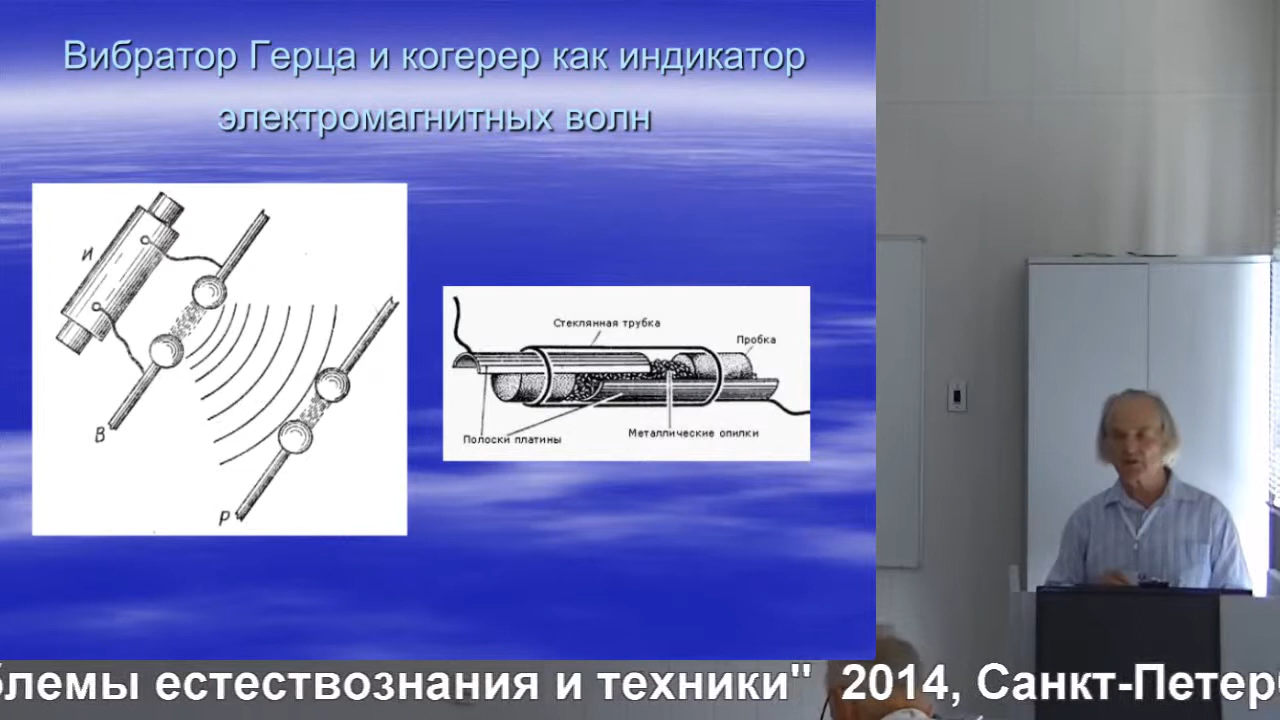 Вибратор Герца и когерер как индикатор
электромагнитных волн
И
В
Р
Стеклянная трубка
Пробка
Полоски платины
Металлические опилки
блемы естествознания и техники" 2014, Санкт-Петерб